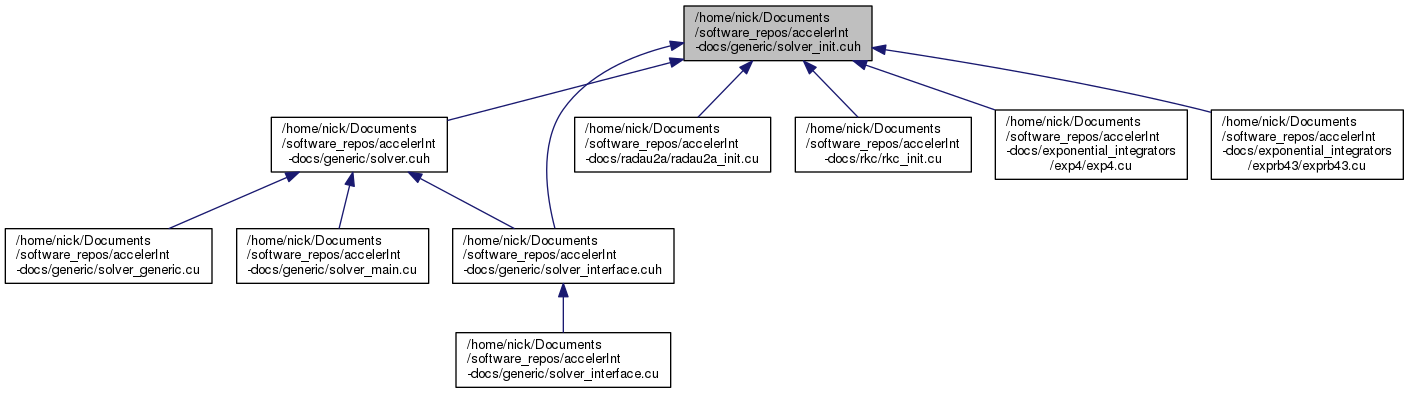 /home/nick/Documents
/software_repos/accelerInt
-docs/generic/solver_init.cuh
/home/nick/Documents
/software_repos/accelerInt
-docs/generic/solver.cuh
/home/nick/Documents
/software_repos/accelerInt
-docs/radau2a/radau2a_init.cu
/home/nick/Documents
/software_repos/accelerInt
-docs/rkc/rkc_init.cu
/home/nick/Documents
/software_repos/accelerInt
-docs/exponential_integrators
/exp4/exp4.cu
/home/nick/Documents
/software_repos/accelerInt
-docs/exponential_integrators
/exprb43/exprb43.cu
/home/nick/Documents
/software_repos/accelerInt
-docs/generic/solver_generic.cu
/home/nick/Documents
/software_repos/accelerInt
-docs/generic/solver_main.cu
/home/nick/Documents
/software_repos/accelerInt
-docs/generic/solver_interface.cuh
/home/nick/Documents
/software_repos/accelerInt
-docs/generic/solver_interface.cu